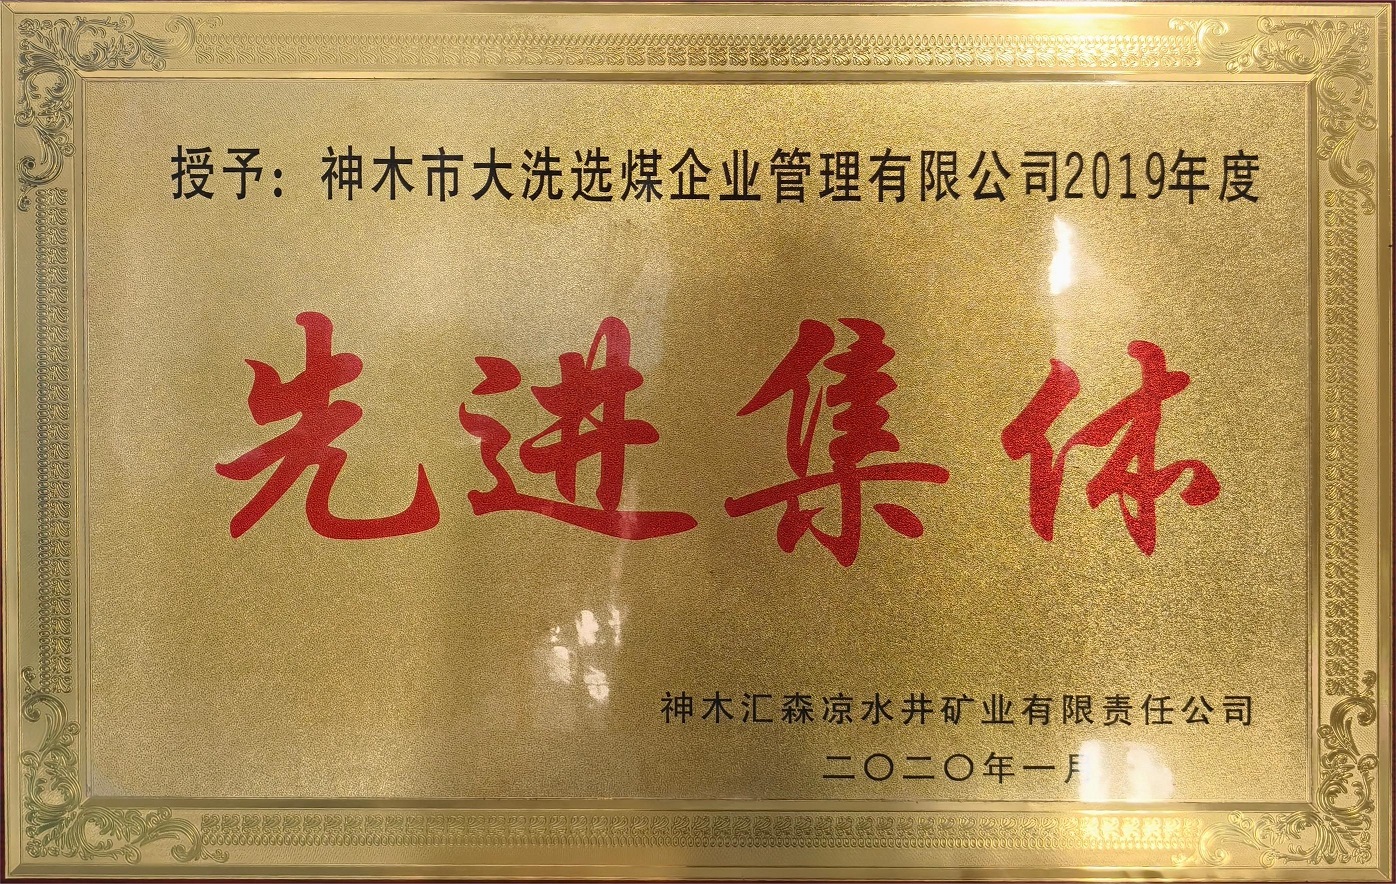 授予：神木市大洗选煤企业管理有限公司2019年度
先进集体
神木汇森凉水井矿业有限责任公司
二〇二〇年一月